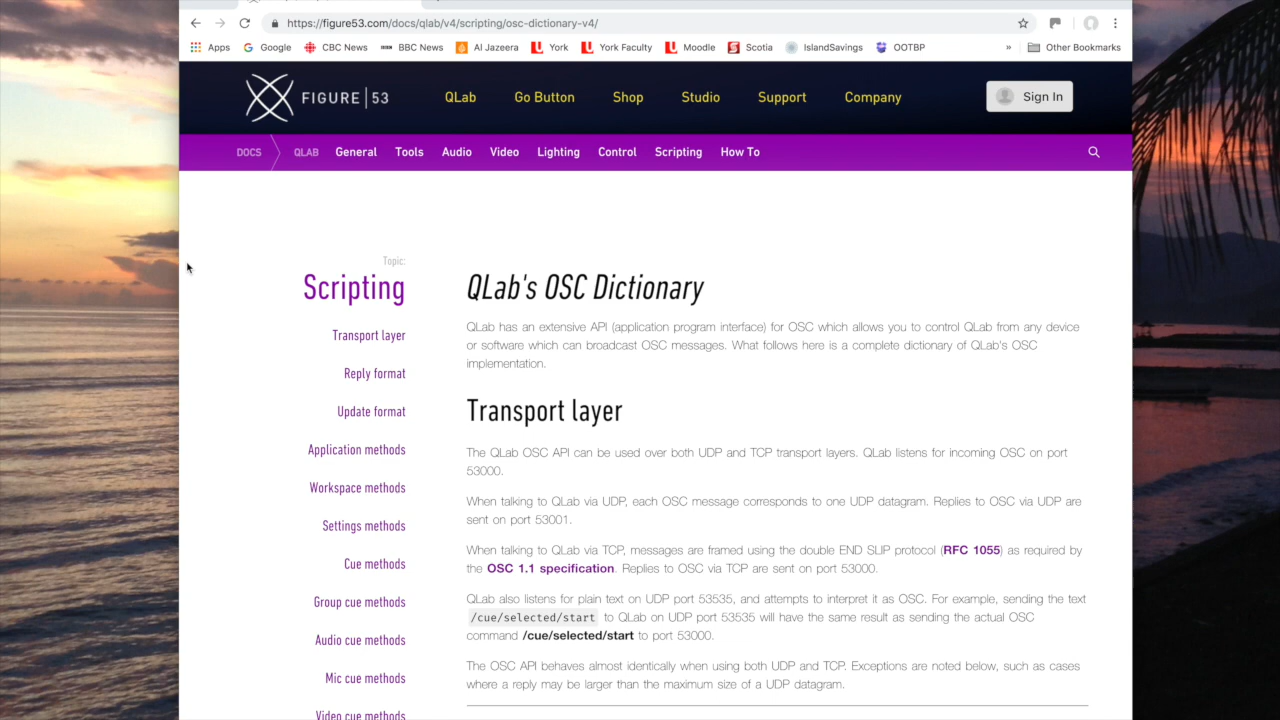 https://figure53.com/docs/qlab/v4/scripting/osc-dictionary-v4/
Apps Google CBC News BBC News Al Jazeera York York Faculty Moodle Scotia IslandSavings OOTBP » Other Bookmarks
FIGURE 53 QLab Go Button Shop Studio Support Company Sign In
DOCS QLAB General Tools Audio Video Lighting Control Scripting How To
Topic:
Scripting
Transport layer
Reply format
Update format
Application methods
Workspace methods
Settings methods
Cue methods
Group cue methods
Audio cue methods
Mic cue methods
Video cue methods
QLab's OSC Dictionary
QLab has an extensive API (application program interface) for OSC which allows you to control QLab from any device
or software which can broadcast OSC messages. What follows here is a complete dictionary of QLab's OSC
implementation.
Transport layer
The QLab OSC API can be used over both UDP and TCP transport layers. QLab listens for incoming OSC on port
53000.
When talking to QLab via UDP, each OSC message corresponds to one UDP datagram. Replies to OSC via UDP are
sent on port 53001.
When talking to QLab via TCP, messages are framed using the double END SLIP protocol (RFC 1055) as required by
the OSC 1.1 specification. Replies to OSC via TCP are sent on port 53000.
QLab also listens for plain text on UDP port 53535, and attempts to interpret it as OSC. For example, sending the text
/cue/selected/start to QLab on UDP port 53535 will have the same result as sending the actual OSC
command /cue/selected/start to port 53000.
The OSC API behaves almost identically when using both UDP and TCP. Exceptions are noted below, such as cases
where a reply may be larger than the maximum size of a UDP datagram.